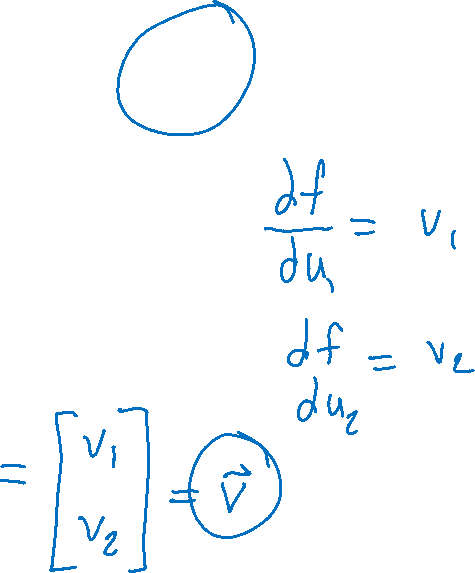 df/du₁ = v₁
df/du₂ = v₂
= [v₁ v₂] = v⃗